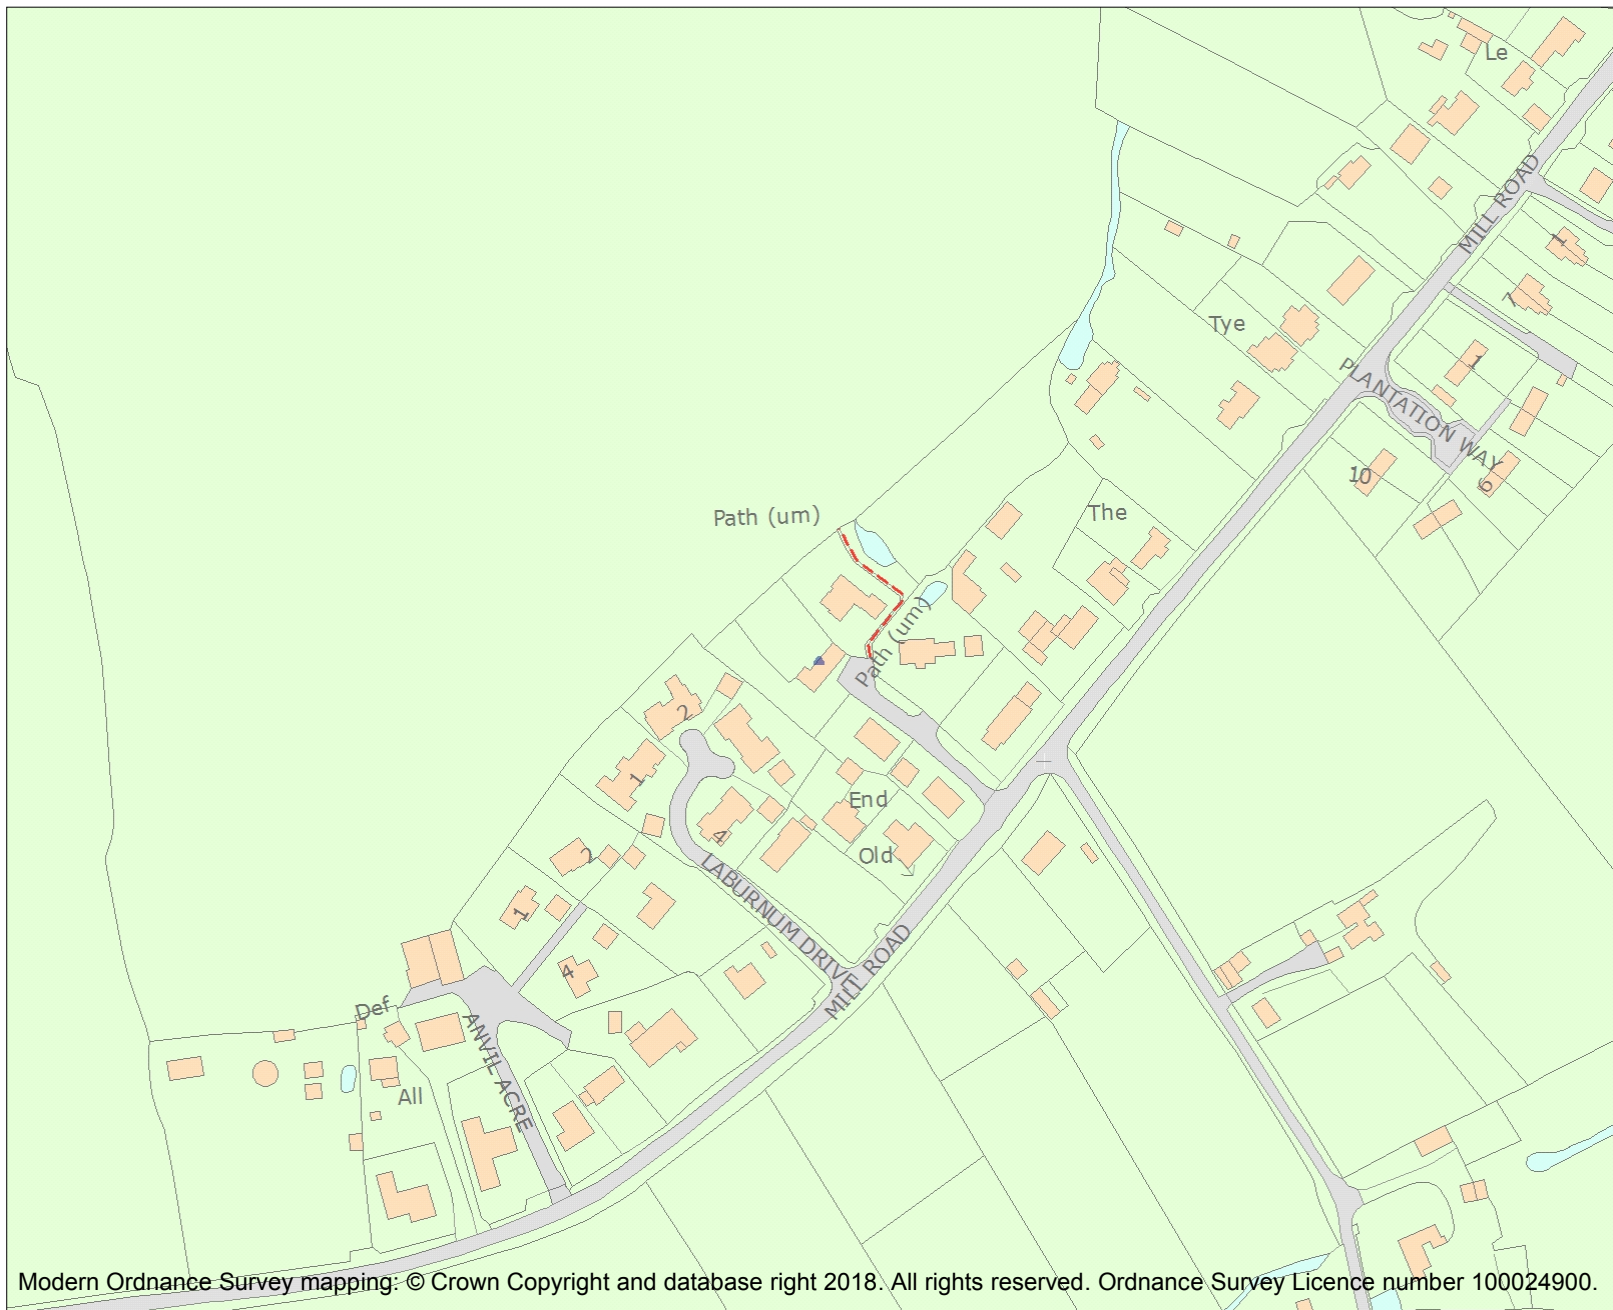 Le
MILL ROAD
1
7
Tye
PLANTATION WAY
1
10
6
Path (um)
The
Path (um)
2
1
End
4
Old
2
LABURNUM DRIVE
1
MILL ROAD
4
Def
ANVIL ACRE
All
Modern Ordnance Survey mapping: © Crown Copyright and database right 2018. All rights reserved. Ordnance Survey Licence number 100024900.